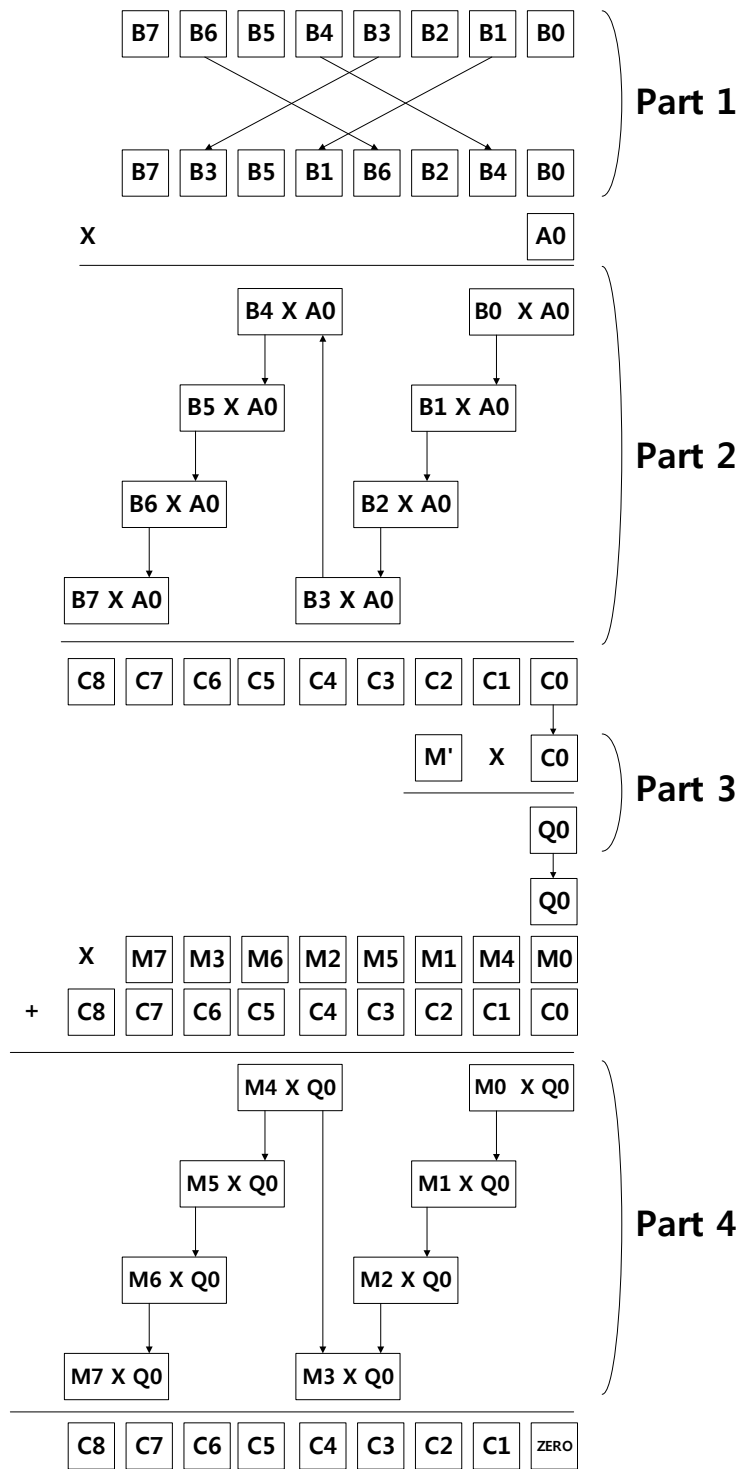 B7 B6 B5 B4 B3 B2 B1 B0
Part 1
B7 B3 B5 B1 B6 B2 B4 B0
X A0
B4 X A0 B0 X A0
B5 X A0 B1 X A0
Part 2
B6 X A0 B2 X A0
B7 X A0 B3 X A0
C8 C7 C6 C5 C4 C3 C2 C1 C0
M' X C0
Part 3
Q0
Q0
X M7 M3 M6 M2 M5 M1 M4 M0
+ C8 C7 C6 C5 C4 C3 C2 C1 C0
M4 X Q0 M0 X Q0
M5 X Q0 M1 X Q0
Part 4
M6 X Q0 M2 X Q0
M7 X Q0 M3 X Q0
C8 C7 C6 C5 C4 C3 C2 C1 ZERO